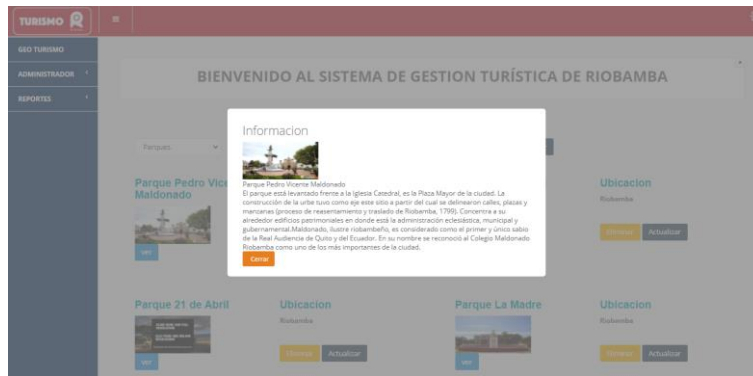 TURISMO R
GEO TURISMO
ADMINISTRADOR
REPORTES
BIENVENIDO AL SISTEMA DE GESTION TURÍSTICA DE RIOBAMBA
Parques
Informacion
Parque Pedro Vicente Maldonado
El parque está levantado frente a la Iglesia Catedral, es la Plaza Mayor de la ciudad. La
construcción de la urbe tuvo como eje este sitio a partir del cual se delinearon calles, plazas y
manzanas (proceso de reasentamiento y traslado de Riobamba, 1799). Concentra a su
alrededor edificios patrimoniales en donde está la administración eclesiástica, municipal y
gubernamental.Maldonado, ilustre riobambeño, es considerado como el primer y único sabio
de la Real Audiencia de Quito y del Ecuador. En su nombre se reconoció al Colegio Maldonado
Riobamba como uno de los más importantes de la ciudad.
Cerrar
Parque Pedro Vice
Maldonado
Ver
Ubicacion
Riobamba
Eliminar Actualizar
Parque 21 de Abril
Ver
Ubicacion
Riobamba
Eliminar Actualizar
Parque La Madre
Ver
Ubicacion
Riobamba
Eliminar Actualizar